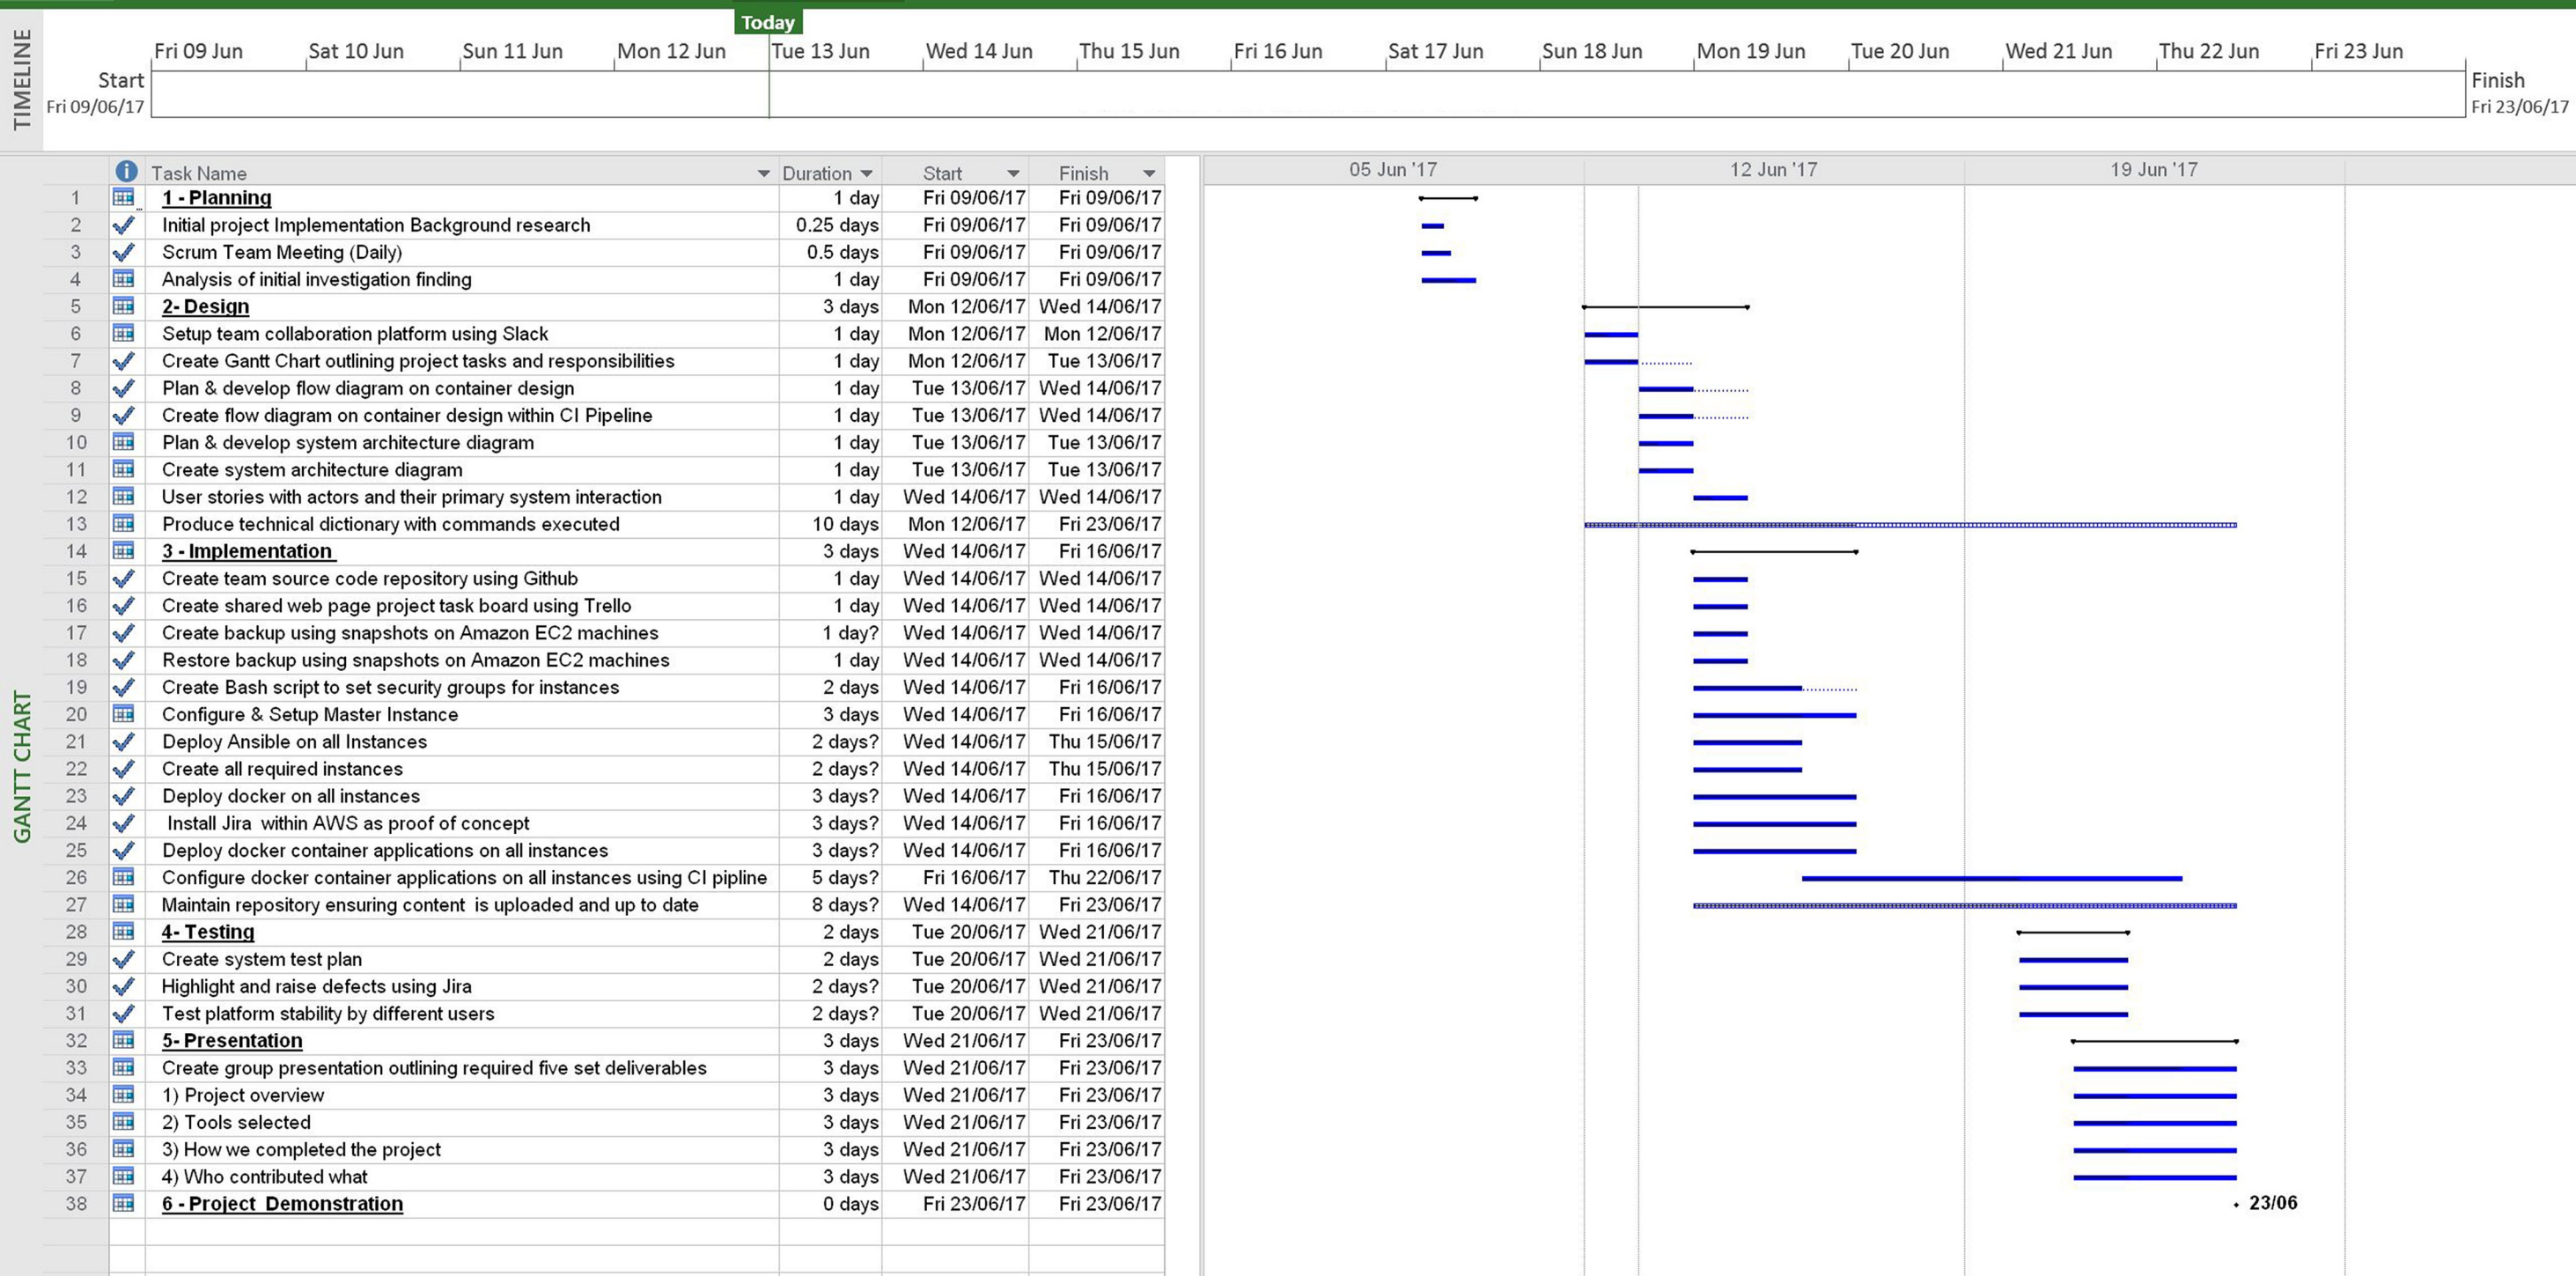 Today
TIMELINE
Fri 09 Jun Sat 10 Jun Sun 11 Jun Mon 12 Jun Tue 13 Jun Wed 14 Jun Thu 15 Jun Fri 16 Jun Sat 17 Jun Sun 18 Jun Mon 19 Jun Tue 20 Jun Wed 21 Jun Thu 22 Jun Fri 23 Jun
Start Finish
Fri 09/06/17 Fri 23/06/17
Task Name Duration Start Finish 05 Jun '17 12 Jun '17 19 Jun '17
GANTT CHART
1 1 - Planning 1 day Fri 09/06/17 Fri 09/06/17
2 Initial project Implementation Background research 0.25 days Fri 09/06/17 Fri 09/06/17
3 Scrum Team Meeting (Daily) 0.5 days Fri 09/06/17 Fri 09/06/17
4 Analysis of initial investigation finding 1 day Fri 09/06/17 Fri 09/06/17
5 2- Design 3 days Mon 12/06/17 Wed 14/06/17
6 Setup team collaboration platform using Slack 1 day Mon 12/06/17 Mon 12/06/17
7 Create Gantt Chart outlining project tasks and responsibilities 1 day Mon 12/06/17 Tue 13/06/17
8 Plan & develop flow diagram on container design 1 day Tue 13/06/17 Wed 14/06/17
9 Create flow diagram on container design within CI Pipeline 1 day Tue 13/06/17 Wed 14/06/17
10 Plan & develop system architecture diagram 1 day Tue 13/06/17 Tue 13/06/17
11 Create system architecture diagram 1 day Tue 13/06/17 Tue 13/06/17
12 User stories with actors and their primary system interaction 1 day Wed 14/06/17 Wed 14/06/17
13 Produce technical dictionary with commands executed 10 days Mon 12/06/17 Fri 23/06/17
14 3 - Implementation 3 days Wed 14/06/17 Fri 16/06/17
15 Create team source code repository using Github 1 day Wed 14/06/17 Wed 14/06/17
16 Create shared web page project task board using Trello 1 day Wed 14/06/17 Wed 14/06/17
17 Create backup using snapshots on Amazon EC2 machines 1 day? Wed 14/06/17 Wed 14/06/17
18 Restore backup using snapshots on Amazon EC2 machines 1 day Wed 14/06/17 Wed 14/06/17
19 Create Bash script to set security groups for instances 2 days Wed 14/06/17 Fri 16/06/17
20 Configure & Setup Master Instance 3 days Wed 14/06/17 Fri 16/06/17
21 Deploy Ansible on all Instances 2 days? Wed 14/06/17 Thu 15/06/17
22 Create all required instances 2 days? Wed 14/06/17 Thu 15/06/17
23 Deploy docker on all instances 3 days? Wed 14/06/17 Fri 16/06/17
24 Install Jira within AWS as proof of concept 3 days? Wed 14/06/17 Fri 16/06/17
25 Deploy docker container applications on all instances 3 days? Wed 14/06/17 Fri 16/06/17
26 Configure docker container applications on all instances using CI pipline 5 days? Fri 16/06/17 Thu 22/06/17
27 Maintain repository ensuring content is uploaded and up to date 8 days? Wed 14/06/17 Fri 23/06/17
28 4- Testing 2 days Tue 20/06/17 Wed 21/06/17
29 Create system test plan 2 days Tue 20/06/17 Wed 21/06/17
30 Highlight and raise defects using Jira 2 days? Tue 20/06/17 Wed 21/06/17
31 Test platform stability by different users 2 days? Tue 20/06/17 Wed 21/06/17
32 5- Presentation 3 days Wed 21/06/17 Fri 23/06/17
33 Create group presentation outlining required five set deliverables 3 days Wed 21/06/17 Fri 23/06/17
34 1) Project overview 3 days Wed 21/06/17 Fri 23/06/17
35 2) Tools selected 3 days Wed 21/06/17 Fri 23/06/17
36 3) How we completed the project 3 days Wed 21/06/17 Fri 23/06/17
37 4) Who contributed what 3 days Wed 21/06/17 Fri 23/06/17
38 6 - Project Demonstration 0 days Fri 23/06/17 Fri 23/06/17 23/06